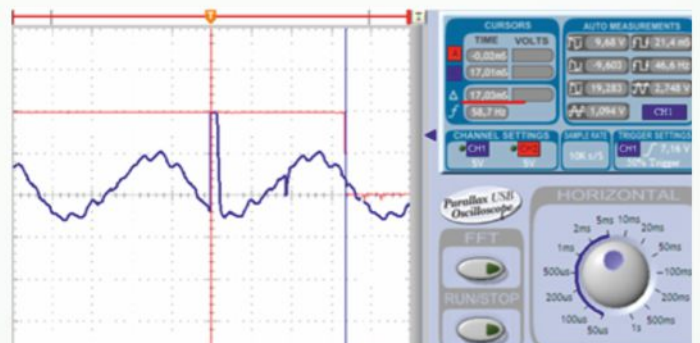 T
CURSORS
AUTO MEASUREMENTS
TIME VOLTS
-0,02mS
17,01mS
Δ 17,03mS
f 58,7 Hz
9,68 V 21,4 mS
-9,603 46,6 Hz
19,283 2,748 V
1,094 V CH1
CHANNEL SETTINGS
CH1 CH2
5V 5V
SAMPLE RATE
10K s/S
TRIGGER SETTINGS
CH1 7,16 V
50% Trigger
Parallax USB
Oscilloscope
HORIZONTAL
FFT
RUN/STOP
5ms 10ms
2ms 20ms
1ms 50ms
500us 100ms
200us 200ms
100us 500ms
50us 1s